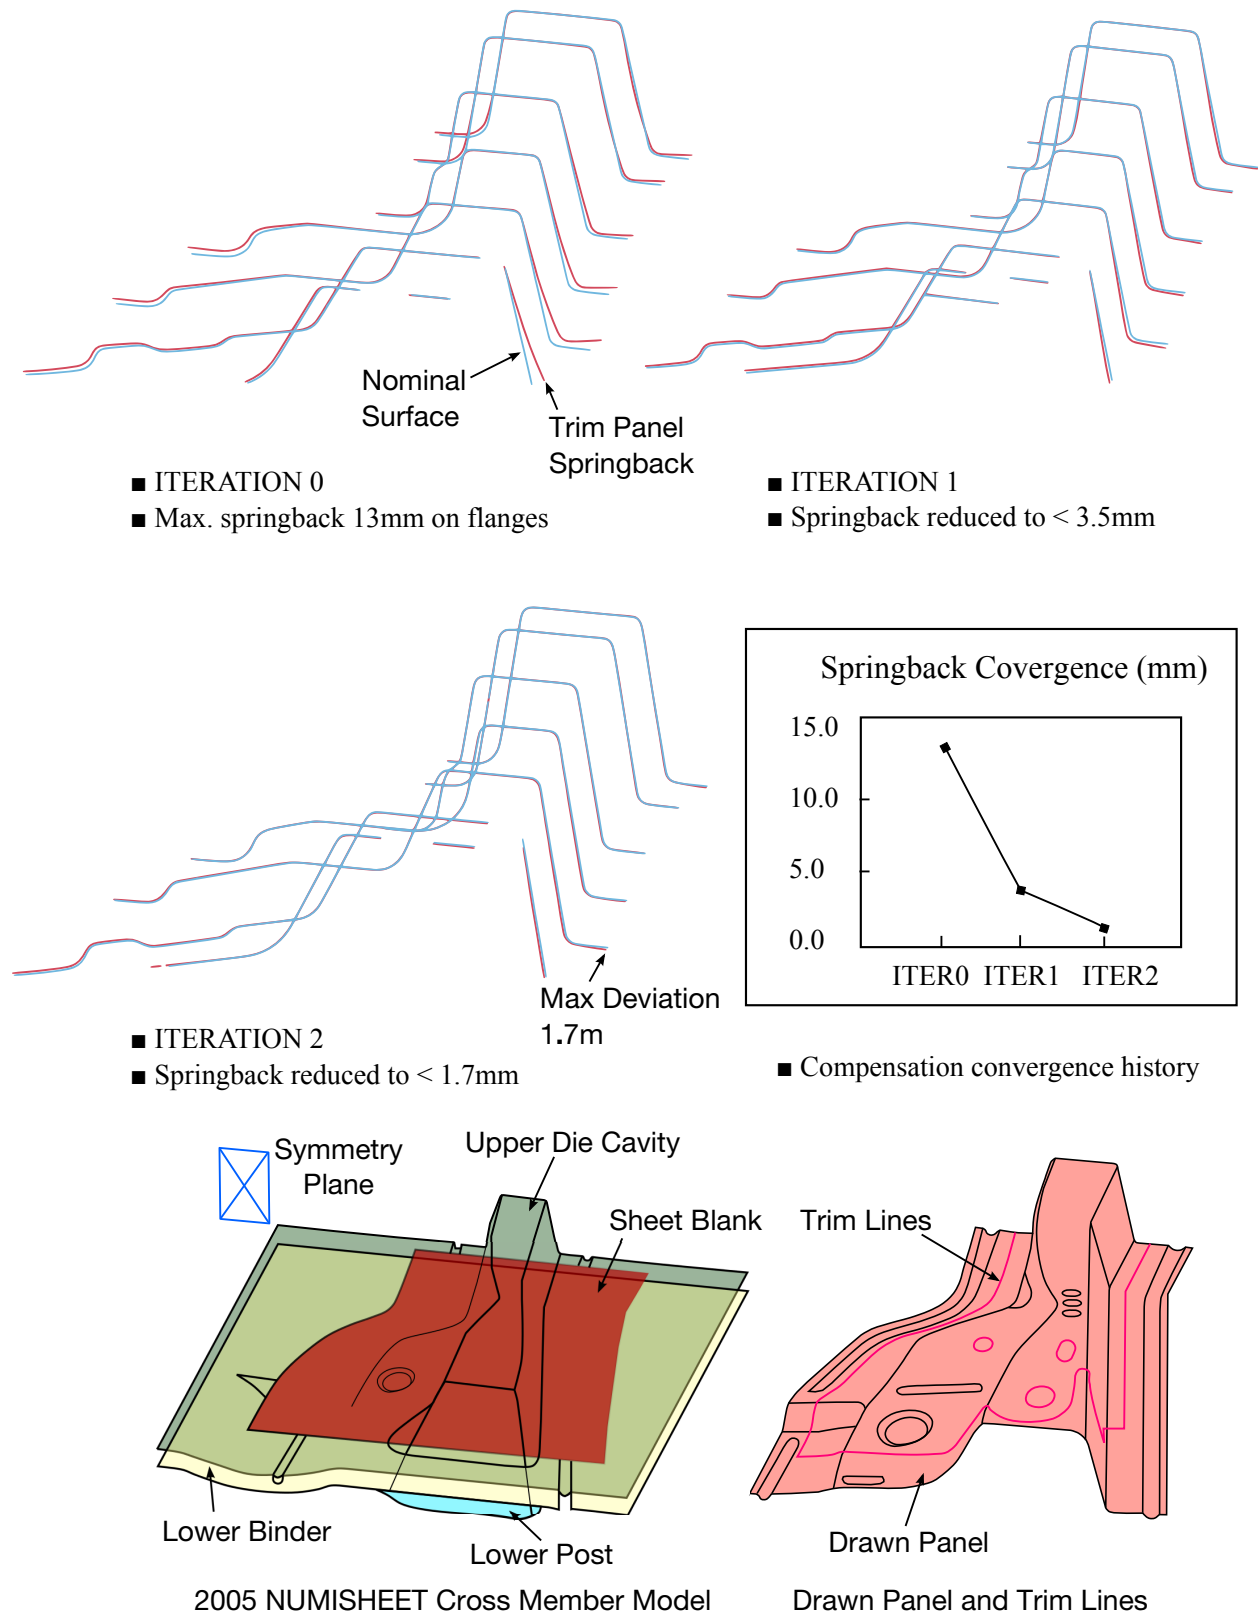 Nominal
Surface
Trim Panel
Springback
■ ITERATION 0
■ Max. springback 13mm on flanges
■ ITERATION 1
■ Springback reduced to < 3.5mm
Max Deviation
1.7m
■ ITERATION 2
■ Springback reduced to < 1.7mm
Springback Covergence (mm)
15.0
10.0
5.0
0.0
ITER0 ITER1 ITER2
■ Compensation convergence history
Symmetry
Plane
Upper Die Cavity
Sheet Blank
Lower Binder
Lower Post
2005 NUMISHEET Cross Member Model
Trim Lines
Drawn Panel
Drawn Panel and Trim Lines